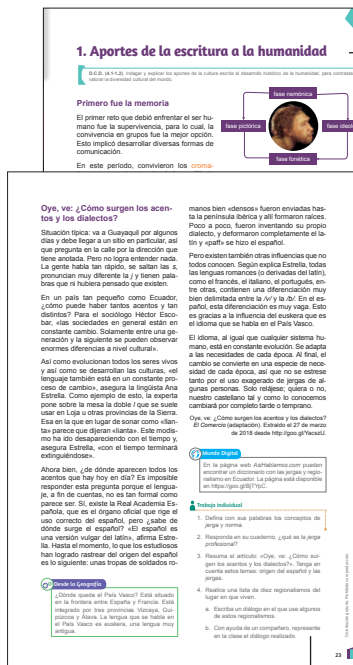 1. Aportes de la escritura a la humanidad
D.C.D. (4.1-1,2). Indagar y explicar los aportes de la cultura escrita al desarrollo histórico de la humanidad, para
valorar la diversidad cultural del mundo.
Primero fue la memoria
El primer reto que debió enfrentar el ser hu-
mano fue la supervivencia, para lo cual, la
convivencia en grupos fue la mejor opción.
Esto implicó desarrollar diversas formas de
comunicación.
En este período, convivieron los croma-
fase nemónica
fase pictórica
fase ideo
fase fonética
Oye, ve: ¿Cómo surgen los acen-
tos y los dialectos?
Situación típica: va a Guayaquil por algunos
días y debe llegar a un sitio en particular, así
que pregunta en la calle por la dirección que
tiene anotada. Pero no logra entender nada.
La gente habla tan rápido, se saltan las s,
pronuncian muy diferente la j y tienen pala-
bras que ni hubiera pensado que existen.
En un país tan pequeño como Ecuador,
¿cómo puede haber tantos acentos y tan
distintos? Para el sociólogo Héctor Esco-
bar, «las sociedades en general están en
constante cambio. Solamente entre una ge-
neración y la siguiente se pueden observar
enormes diferencias a nivel cultural».
Así como evolucionan todos los seres vivos
y así como se desarrollan las culturas, «el
lenguaje también está en un constante pro-
ceso de cambio», asegura la lingüista Ana
Estrella. Como ejemplo de esto, la experta
pone sobre la mesa la doble l que se suele
usar en Loja u otras provincias de la Sierra.
Esa en la que en lugar de sonar como «llan-
ta» parece que dijeran «lianta». Este modis-
mo ha ido desapareciendo con el tiempo y,
asegura Estrella, «con el tiempo terminará
extinguiéndose».
Ahora bien, ¿de dónde aparecen todos los
acentos que hay hoy en día? Es imposible
responder esta pregunta porque el lengua-
je, a fin de cuentas, no es tan formal como
parece ser. Sí, existe la Real Academia Es-
pañola, que es el órgano oficial que rige el
uso correcto del español, pero ¿sabe de
dónde surge el español? «El español es
una versión vulgar del latín», afirma Estre-
lla. Hasta el momento, lo que los estudiosos
han logrado rastrear del origen del español
es lo siguiente: unas tropas de soldados ro-
Desde la Geografía
¿Dónde queda el País Vasco? Está situado
en la frontera entre España y Francia. Está
integrado por tres provincias Vizcaya, Gui-
púzcoa y Álava. La lengua que se habla en
el País Vasco es euskera, una lengua muy
antigua.
manos bien «densos» fueron enviadas has-
ta la península ibérica y allí formaron raíces.
Poco a poco, fueron inventando su propio
dialecto, y deformaron completamente el la-
tín y «paff» se hizo el español.
Pero existen también otras influencias que no
todos conocen. Según explica Estrella, todas
las lenguas romances (o derivadas del latín),
como el francés, el italiano, el portugués, en-
tre otras, contienen una diferenciación muy
bien delimitada entre la /v/ y la /b/. En el es-
pañol, esta diferenciación es muy vaga. Esto
es gracias a la influencia del euskera que es
el idioma que se habla en el País Vasco.
El idioma, al igual que cualquier sistema hu-
mano, está en constante evolución. Se adapta
a las necesidades de cada época. Al final, el
cambio se convierte en una especie de nece-
sidad de cada época, así que no se estrese
tanto por el uso exagerado de jergas de al-
gunas personas. Solo relájese; quiera o no,
nuestro castellano tal y como lo conocemos
cambiará por completo tarde o temprano.
Oye, ve: ¿Cómo surgen los acentos y los dialectos?
El Comercio (adaptación). Extraído el 27 de marzo
de 2018 desde
Mundo Digital
En la página web AsíHablamos.com pueden
encontrar un diccionario con las jergas y regio-
nalismo en Ecuador. La página está disponible
en
Trabajo individual
1. Defina con sus palabras los conceptos de
jerga y norma.
2. Responda en su cuaderno, ¿qué es la jerga
profesional?
3. Resuma el artículo: «Oye, ve: ¿Cómo sur-
gen los acentos y los dialectos?». Tenga en
cuenta estos temas: origen del español y las
jergas.
4. Realice una lista de diez regionalismos del
lugar en que viven.
a. Escriba un diálogo en el que use algunos
de estos regionalismos.
b. Con ayuda de un compañero, represente
en la clase el diálogo realizado.
23